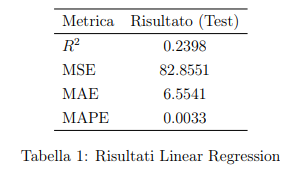 Metrica Risultato (Test)
R² 0.2398
MSE 82.8551
MAE 6.5541
MAPE 0.0033
Tabella 1: Risultati Linear Regression